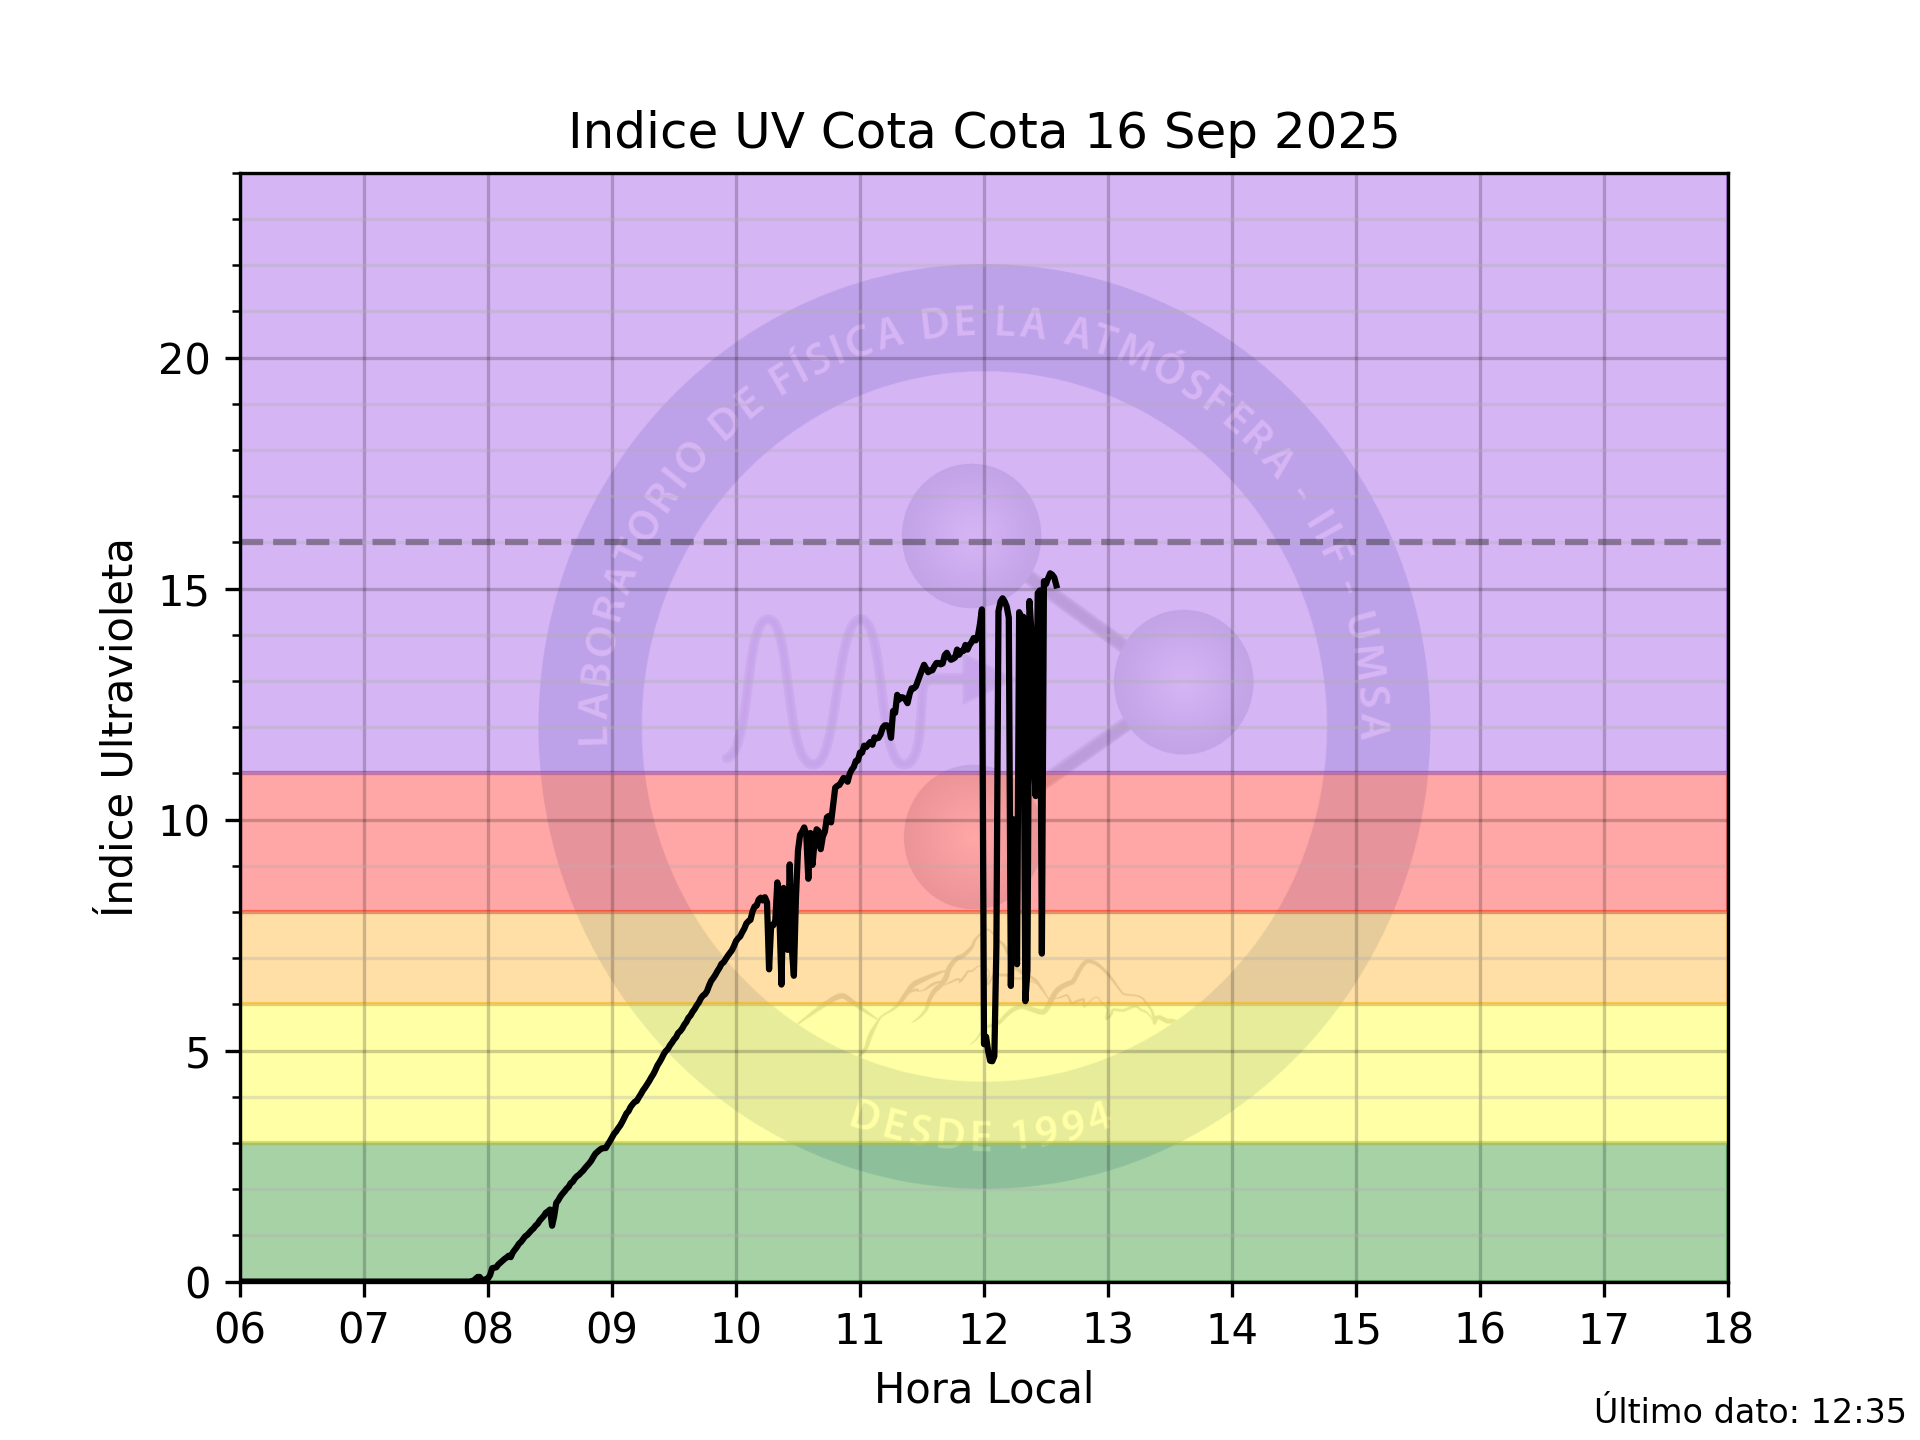 Indice UV Cota Cota 16 Sep 2025
Índice Ultravioleta
20
15
10
5
0
LABORATORIO DE FÍSICA DE LA ATMÓSFERA - IIF - UMSA
DESDE 1994
06 07 08 09 10 11 12 13 14 15 16 17 18
Hora Local
Último dato: 12:35